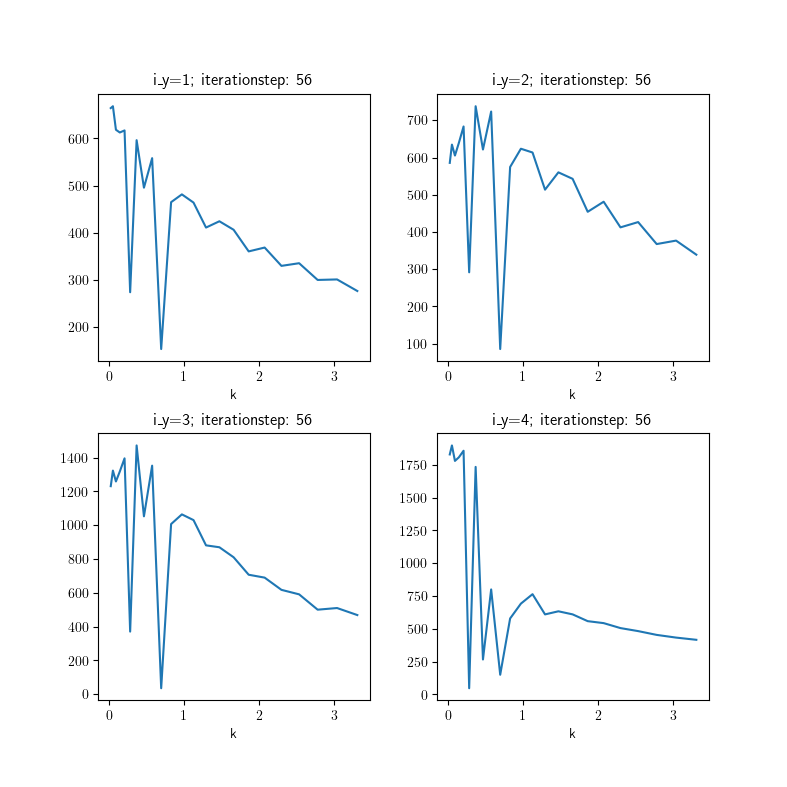 i_y=1; iterationstep: 56
i_y=2; iterationstep: 56
600
500
400
300
200
0 1 2 3
k
700
600
500
400
300
200
100
0 1 2 3
k
i_y=3; iterationstep: 56
i_y=4; iterationstep: 56
1400
1200
1000
800
600
400
200
0
0 1 2 3
k
1750
1500
1250
1000
750
500
250
0
0 1 2 3
k